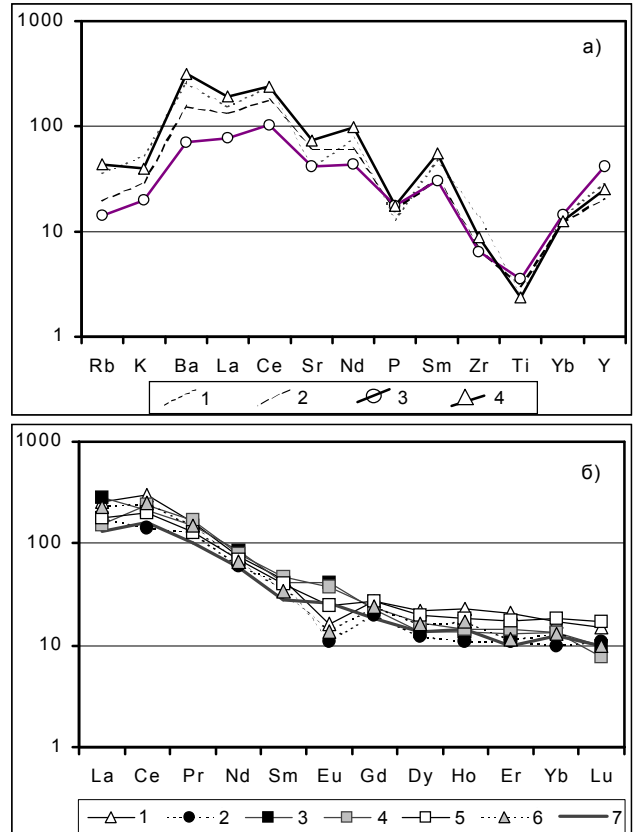 1000
а)
100
10
1
Rb K Ba La Ce Sr Nd P Sm Zr Ti Yb Y
1 2 3 4
1000
б)
100
10
1
La Ce Pr Nd Sm Eu Gd Dy Ho Er Yb Lu
1 2 3 4 5 6 7